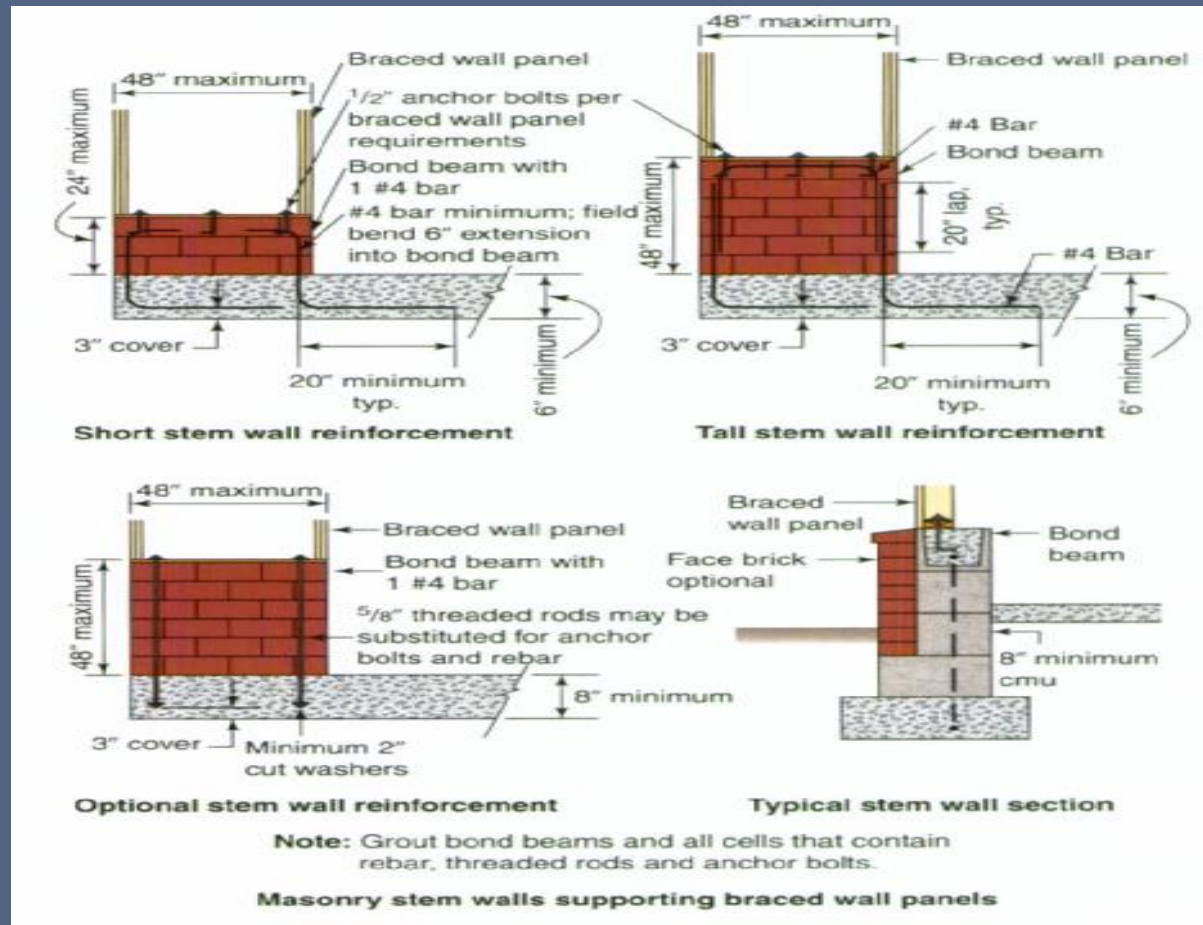 48" maximum
Braced wall panel
1/2" anchor bolts per
braced wall panel
requirements
Bond beam with
1 #4 bar
#4 bar minimum; field
bend 6" extension
into bond beam
24" maximum
3" cover
20" minimum
typ.
6" minimum
Short stem wall reinforcement
48" maximum
Braced wall panel
#4 Bar
Bond beam
48" maximum
20" lap,
typ.
#4 Bar
3" cover
20" minimum
typ.
6" minimum
Tall stem wall reinforcement
48" maximum
Braced wall panel
Bond beam with
1 #4 bar
5/8" threaded rods may be
substituted for anchor
bolts and rebar
48" maximum
8" minimum
3" cover
Minimum 2"
cut washers
Optional stem wall reinforcement
Braced
wall panel
Face brick
optional
Bond
beam
8" minimum
cmu
Typical stem wall section
Note: Grout bond beams and all cells that contain
rebar, threaded rods and anchor bolts.
Masonry stem walls supporting braced wall panels